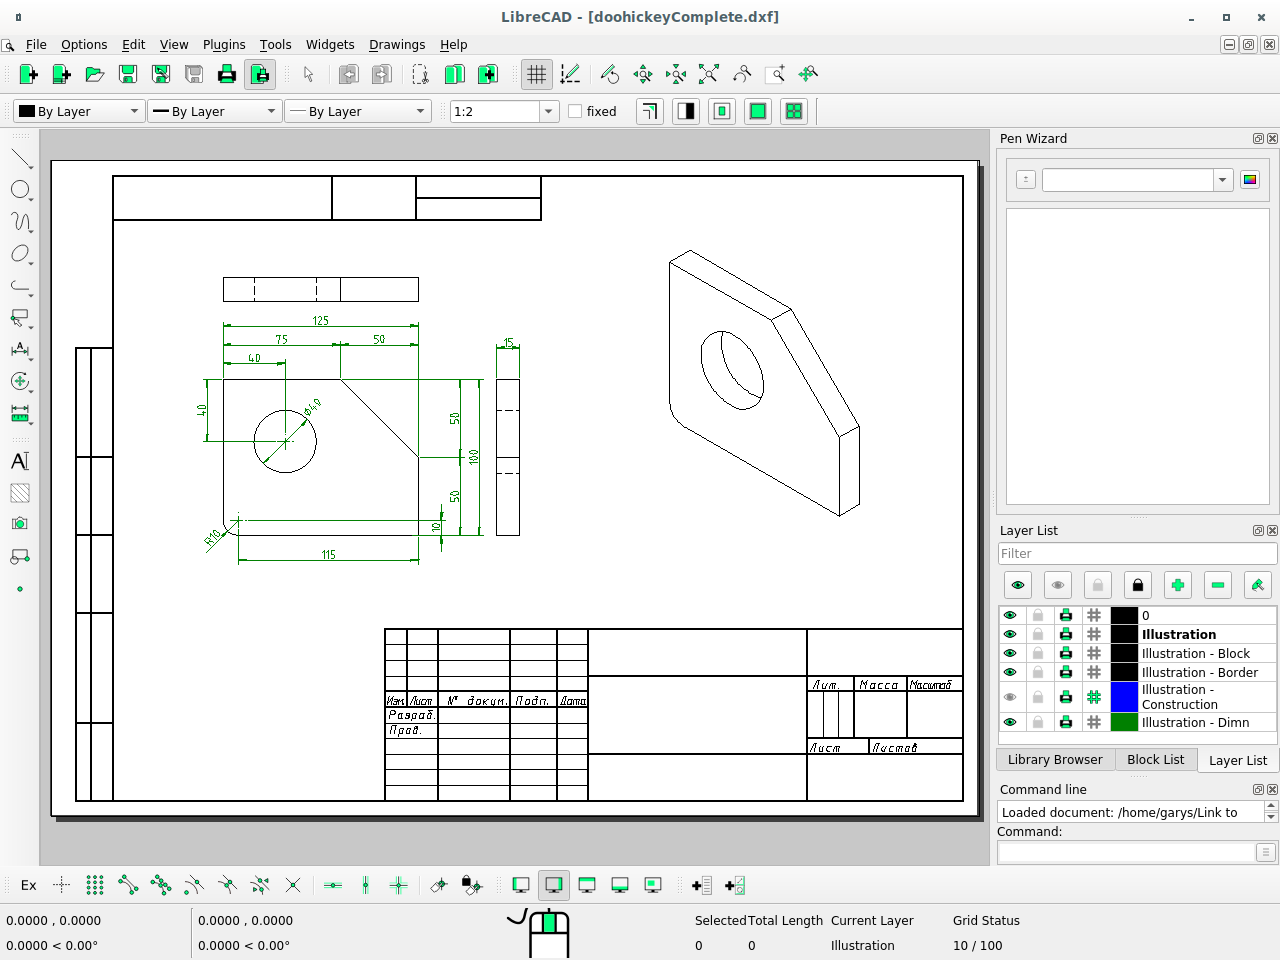 LibreCAD - [doohickeyComplete.dxf]
File Options Edit View Plugins Tools Widgets Drawings Help
By Layer By Layer By Layer 1:2 fixed
Pen Wizard
125
75 50
40
15
40
Ø40
50
100
50
10
R10
115
Лит. Масса Масштаб
Изм. Лист № докум. Подп. Дата
Разраб.
Пров.
Лист Листов
Layer List
Filter
0
Illustration
Illustration - Block
Illustration - Border
Illustration -
Construction
Illustration - Dimn
Library Browser Block List Layer List
Command line
Loaded document: /home/garys/Link to
Command:
Ex
0.0000 , 0.0000 0.0000 , 0.0000 Selected Total Length Current Layer Grid Status
0.0000 < 0.00° 0.0000 < 0.00° 0 0 Illustration 10 / 100